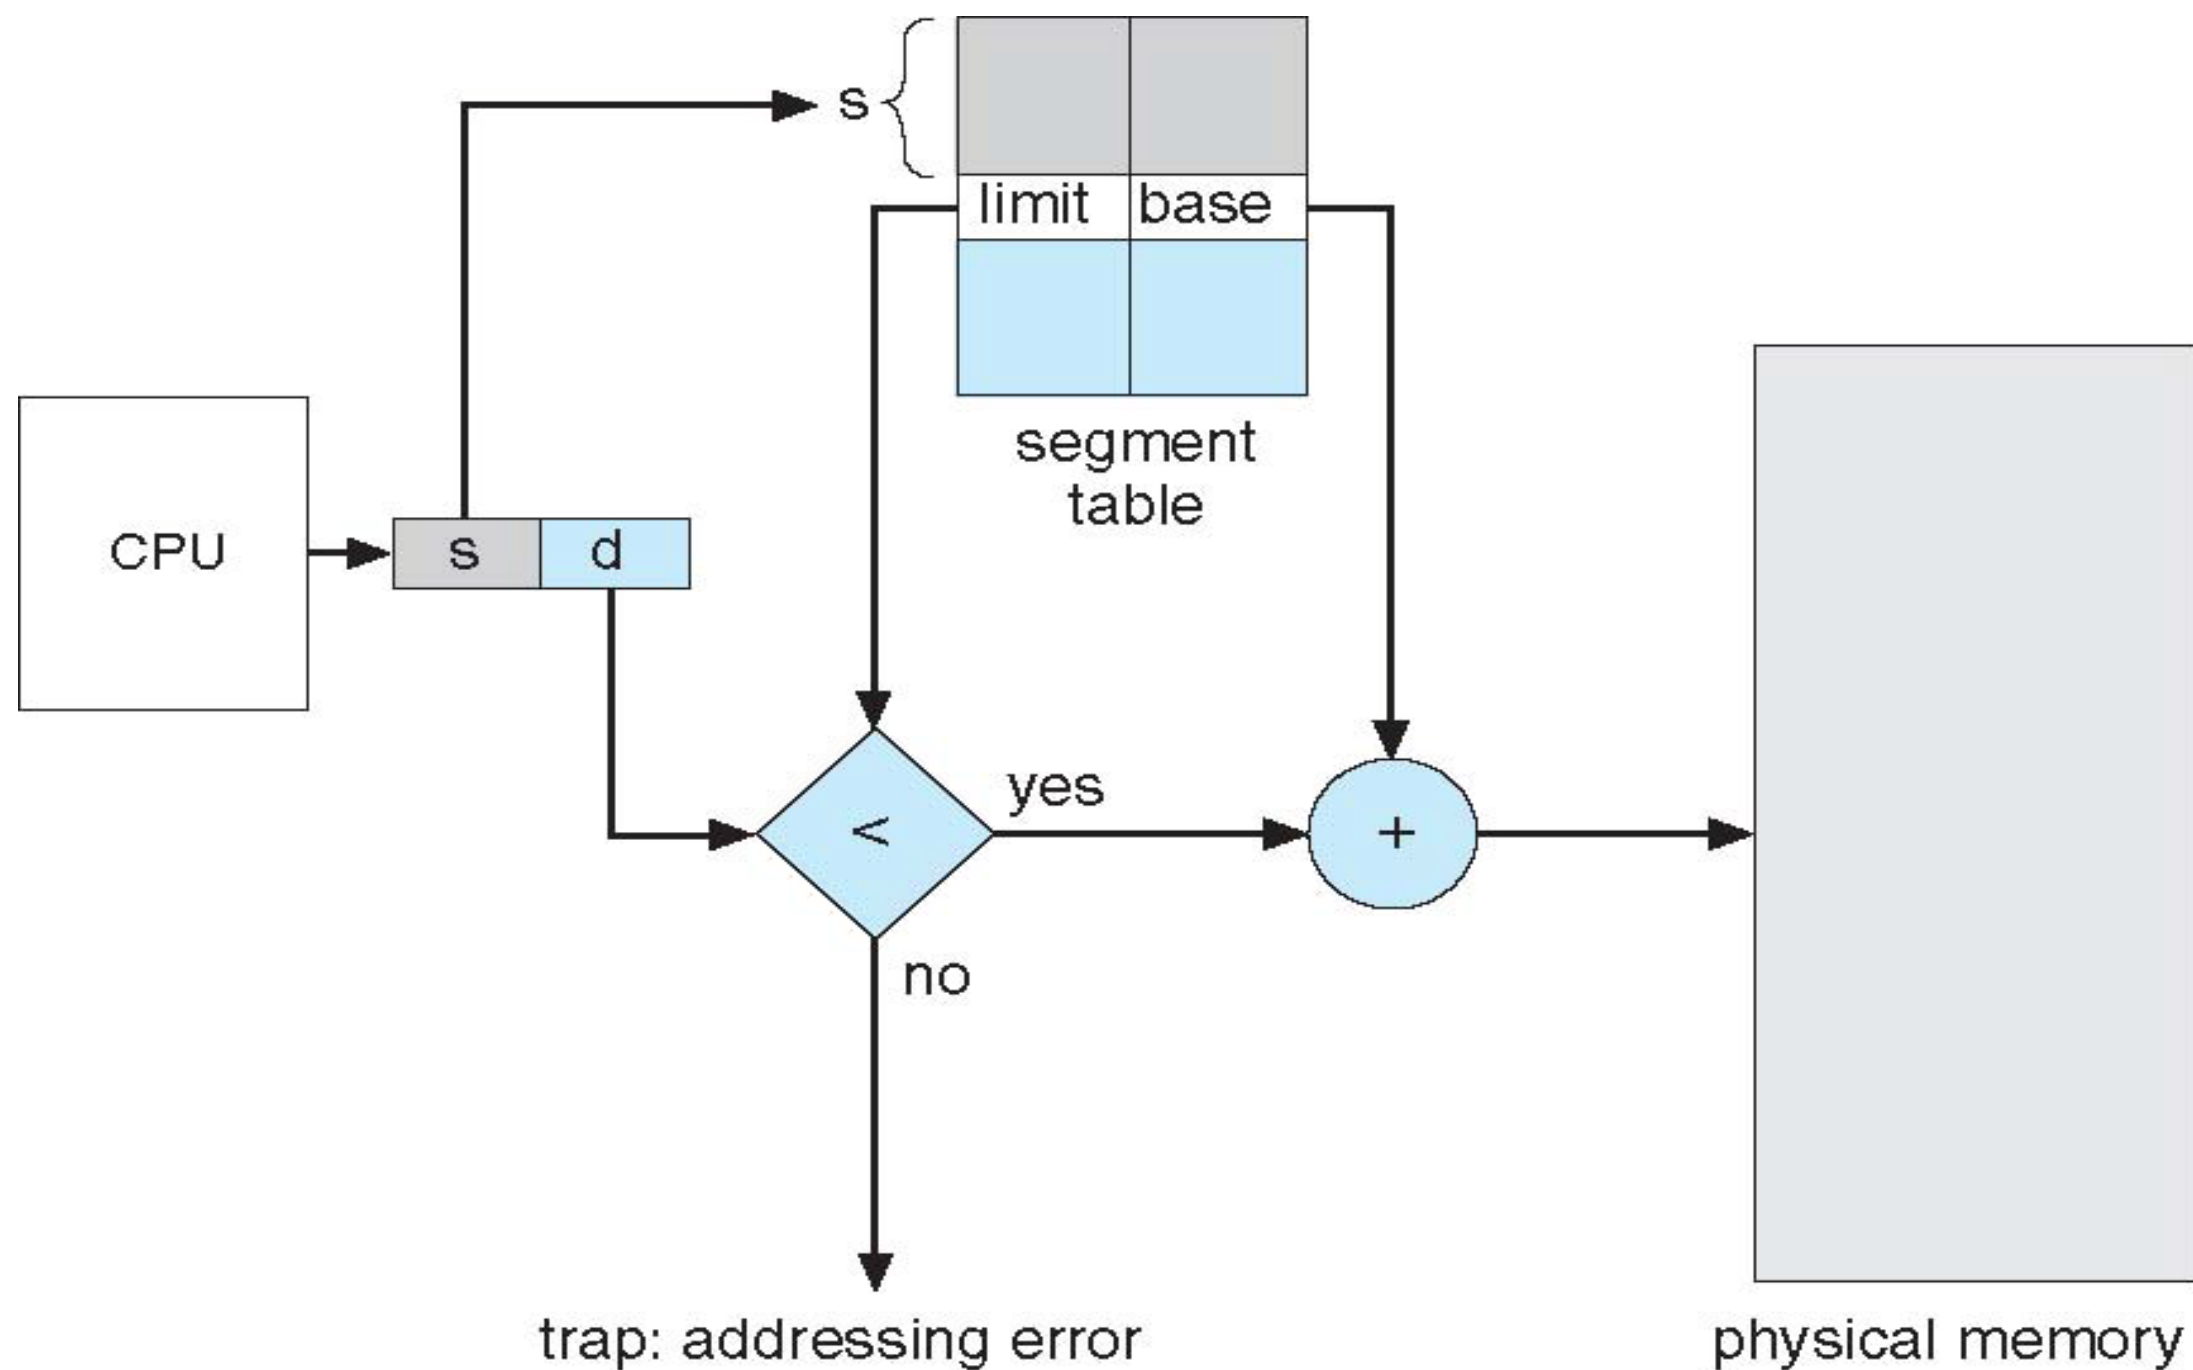 s
limit base
segment
table
CPU
s d
yes
<
+
no
trap: addressing error
physical memory